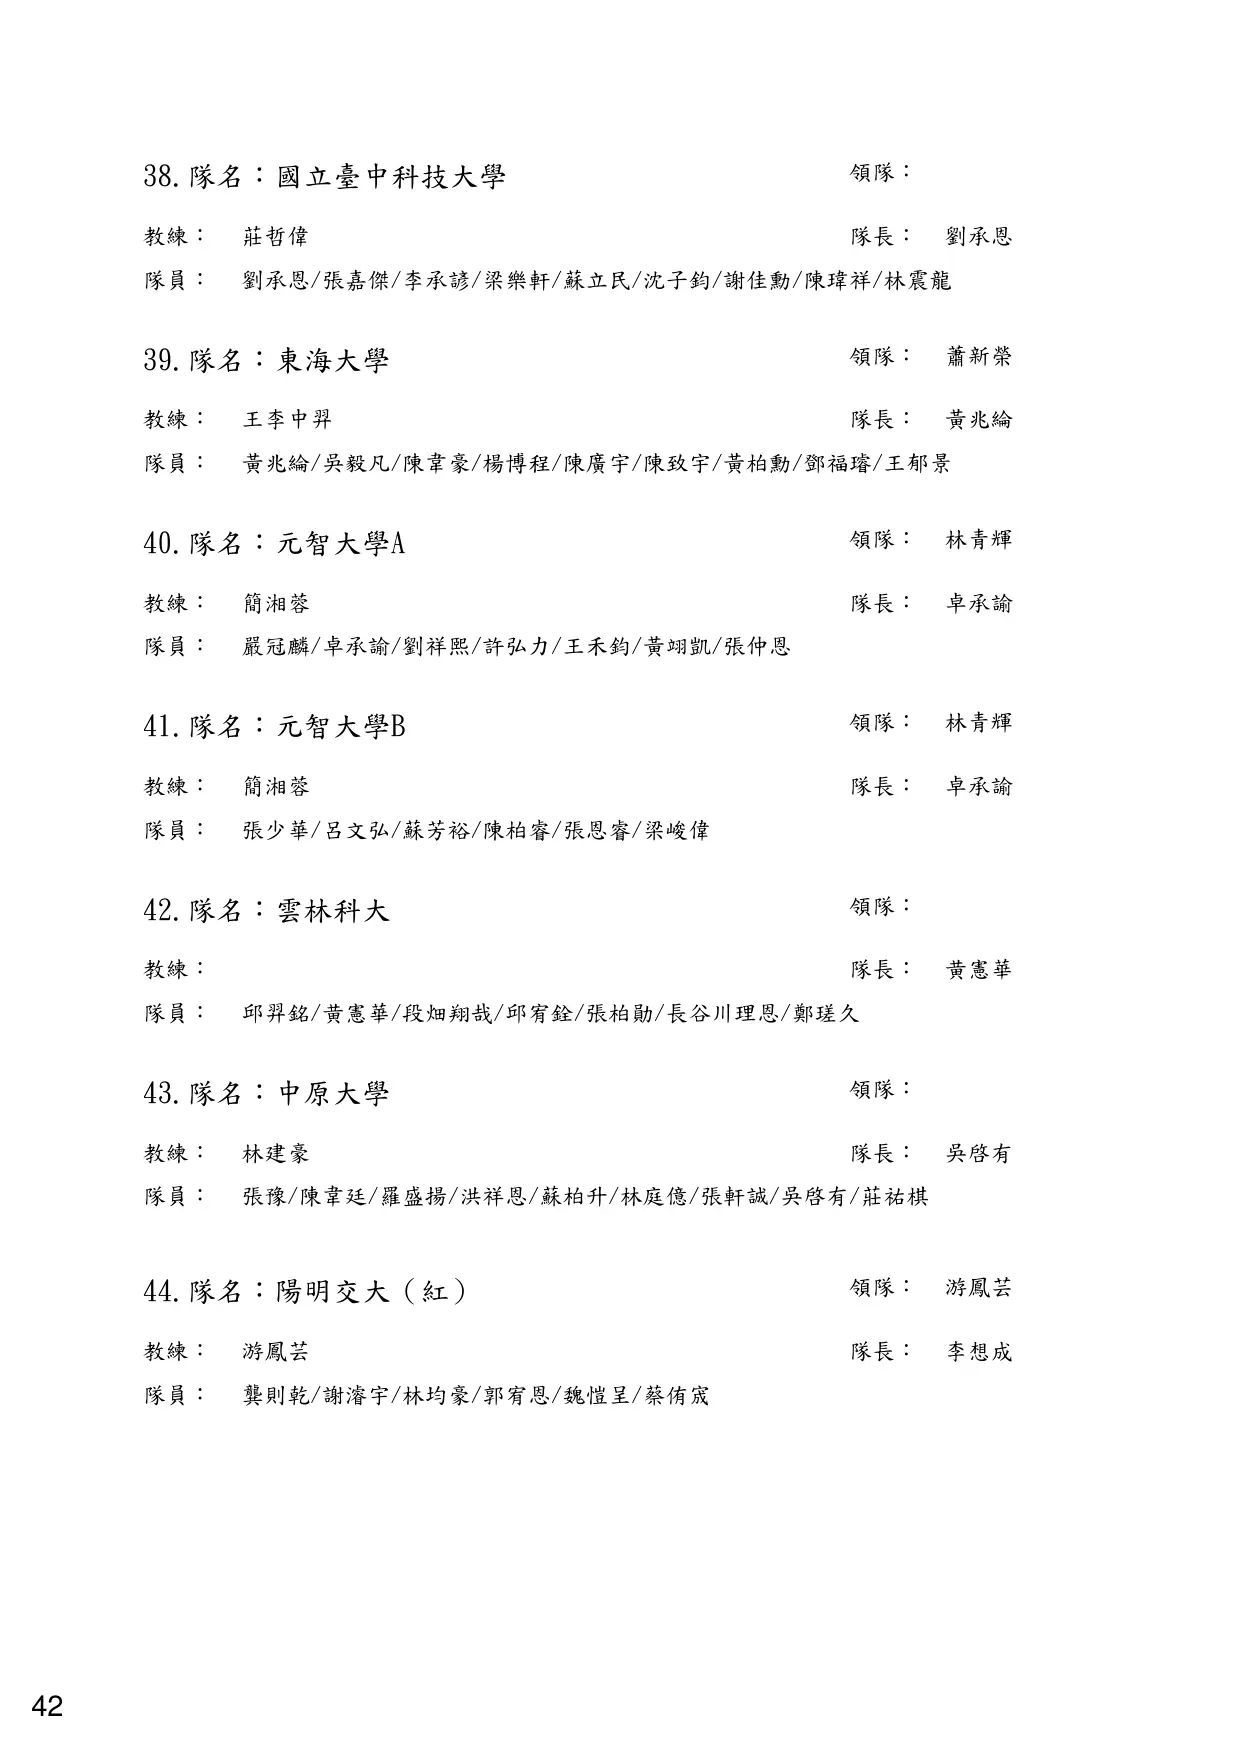 38.隊名：國立臺中科技大學 領隊：
教練： 莊哲偉 隊長： 劉承恩
隊員： 劉承恩/張嘉傑/李承諺/梁樂軒/蘇立民/沈子鈞/謝佳勳/陳瑋祥/林震龍
39.隊名：東海大學 領隊： 蕭新榮
教練： 王李中羿 隊長： 黃兆綸
隊員： 黃兆綸/吳毅凡/陳韋豪/楊博程/陳廣宇/陳致宇/黃柏勳/鄧福璿/王郁景
40.隊名：元智大學A 領隊： 林青輝
教練： 簡湘蓉 隊長： 卓承諭
隊員： 嚴冠麟/卓承諭/劉祥熙/許弘力/王禾鈞/黃翊凱/張仲恩
41.隊名：元智大學B 領隊： 林青輝
教練： 簡湘蓉 隊長： 卓承諭
隊員： 張少華/呂文弘/蘇芳裕/陳柏睿/張恩睿/梁峻偉
42.隊名：雲林科大 領隊：
教練： 隊長： 黃憲華
隊員： 邱羿銘/黃憲華/段畑翔哉/邱宥銓/張柏勛/長谷川理恩/鄭瑳久
43.隊名：中原大學 領隊：
教練： 林建豪 隊長： 吳啓有
隊員： 張豫/陳韋廷/羅盛揚/洪祥恩/蘇柏升/林庭億/張軒誠/吳啓有/莊祐棋
44.隊名：陽明交大（紅） 領隊： 游鳳芸
教練： 游鳳芸 隊長： 李想成
隊員： 龔則乾/謝濬宇/林均豪/郭宥恩/魏愷呈/蔡侑宬
42